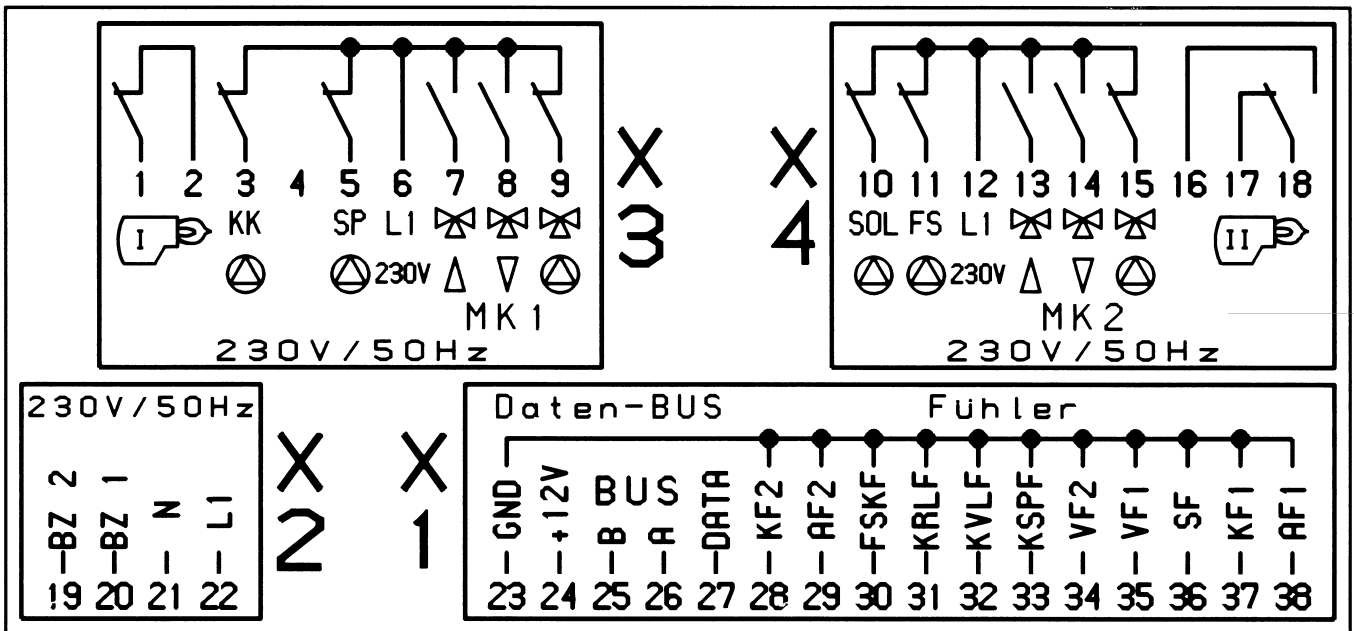 1 2 3 4 5 6 7 8 9
I KK SP L1
230V
MK1
230V/50Hz
X3
X4
10 11 12 13 14 15 16 17 18
SOL FS L1 II
230V
MK2
230V/50Hz
230V/50Hz
BZ 2
BZ 1
N
L1
19 20 21 22
X2
X1
Daten-BUS Fühler
GND
+12V
BUS
B
A
DATA
KF2
AF2
FSKF
KRLF
KVLF
KSPF
VF2
VF1
SF
KF1
AF1
23 24 25 26 27 28 29 30 31 32 33 34 35 36 37 38